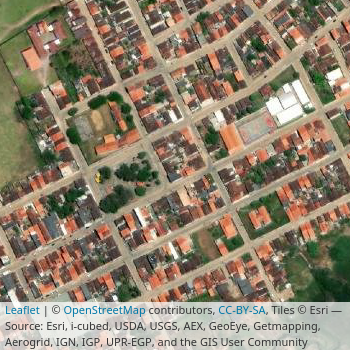 Leaflet | © OpenStreetMap contributors, CC-BY-SA, Tiles © Esri —
Source: Esri, i-cubed, USDA, USGS, AEX, GeoEye, Getmapping,
Aerogrid, IGN, IGP, UPR-EGP, and the GIS User Community